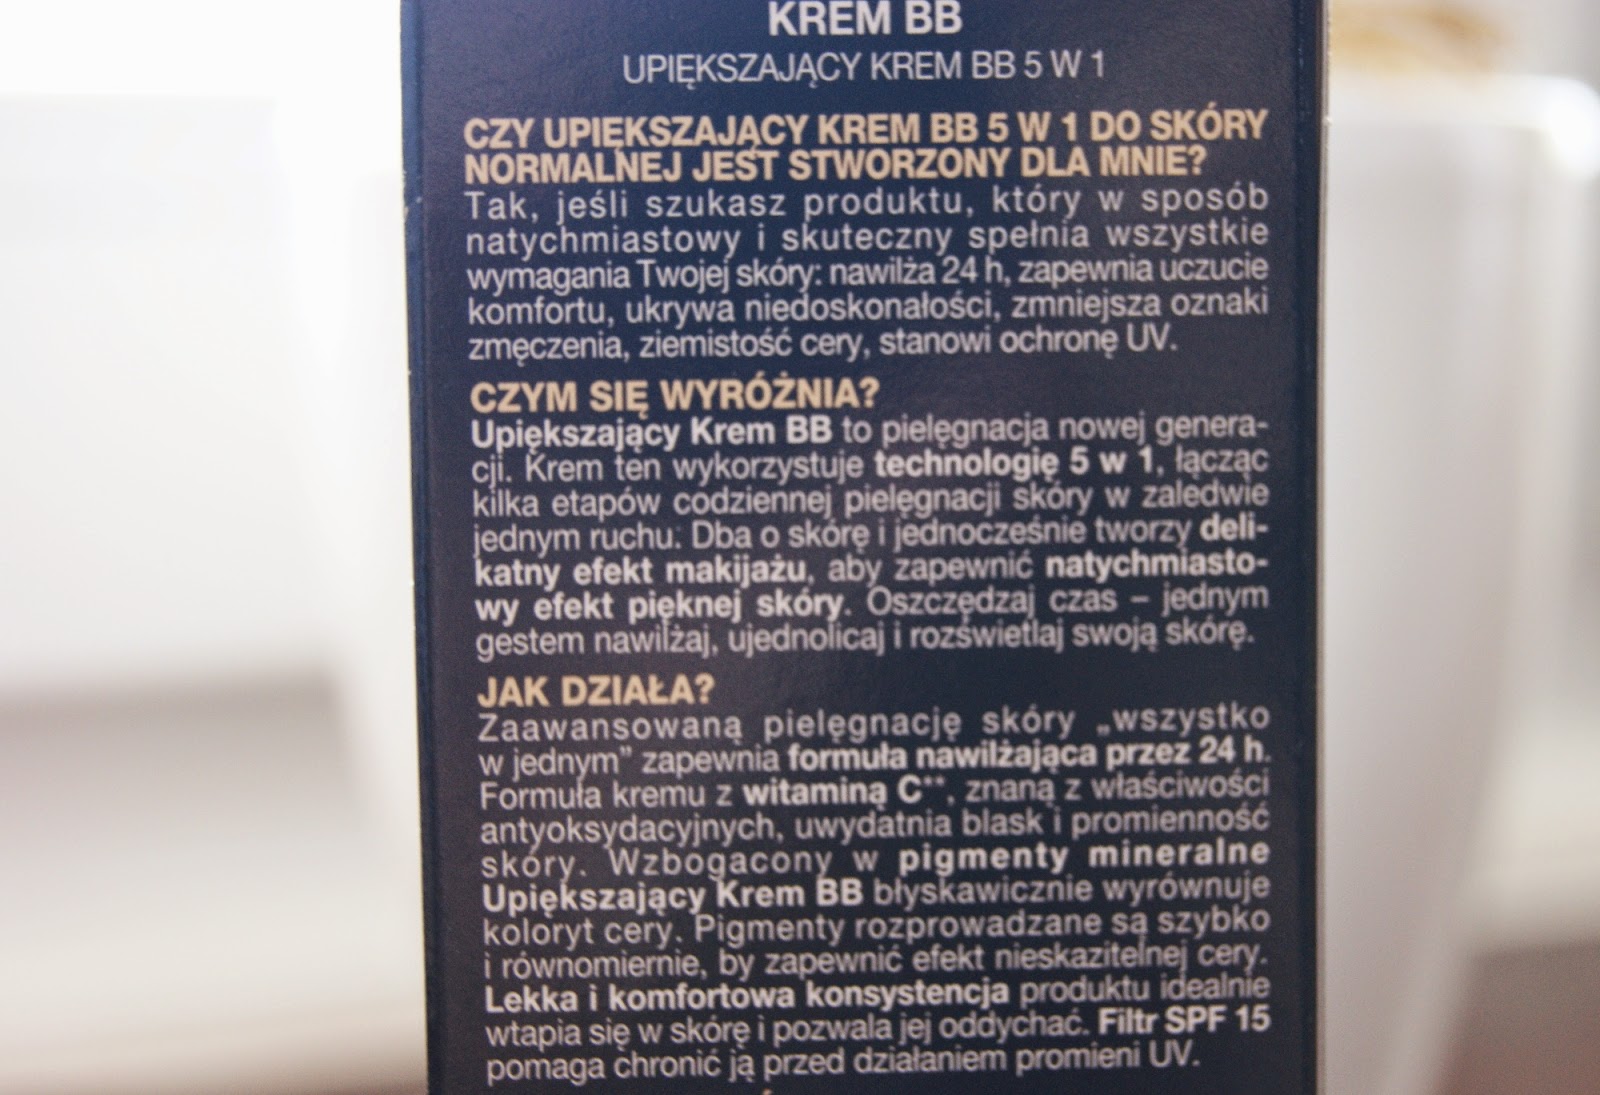 KREM BB
UPIĘKSZAJĄCY KREM BB 5 W 1
CZY UPIĘKSZAJĄCY KREM BB 5 W 1 DO SKÓRY
NORMALNEJ JEST STWORZONY DLA MNIE?
Tak, jeśli szukasz produktu, który w sposób
natychmiastowy i skuteczny spełnia wszystkie
wymagania Twojej skóry: nawilża 24 h, zapewnia uczucie
komfortu, ukrywa niedoskonałości, zmniejsza oznaki
zmęczenia, ziemistość cery, stanowi ochronę UV.
CZYM SIĘ WYRÓŻNIA?
Upiększający Krem BB to pielęgnacja nowej genera-
cji. Krem ten wykorzystuje technologię 5 w 1, łącząc
kilka etapów codziennej pielęgnacji skóry w zaledwie
jednym ruchu: Dba o skórę i jednocześnie tworzy deli-
katny efekt makijażu, aby zapewnić natychmiasto-
wy efekt pięknej skóry. Oszczędzaj czas – jednym
gestem nawilżaj, ujednolicaj i rozświetlaj swoją skórę.
JAK DZIAŁA?
Zaawansowaną pielęgnację skóry „wszystko
w jednym” zapewnia formuła nawilżająca przez 24 h.
Formuła kremu z witaminą C**, znaną z właściwości
antyoksydacyjnych, uwydatnia blask i promienność
skóry. Wzbogacony w pigmenty mineralne
Upiększający Krem BB błyskawicznie wyrównuje
koloryt cery. Pigmenty rozprowadzane są szybko
i równomiernie, by zapewnić efekt nieskazitelnej cery.
Lekka i komfortowa konsystencja produktu idealnie
wtapia się w skórę i pozwala jej oddychać. Filtr SPF 15
pomaga chronić ją przed działaniem promieni UV.